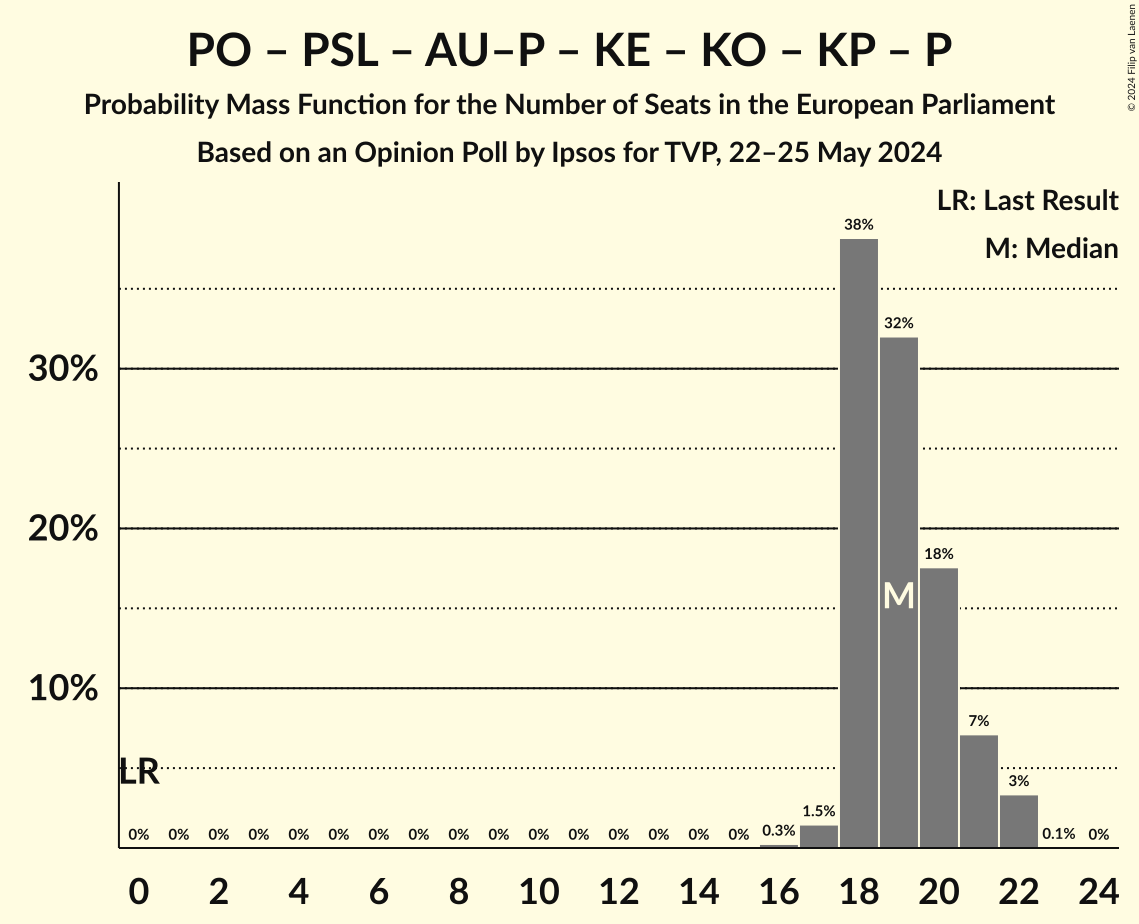 PO – PSL – AU–P – KE – KO – KP – P
Probability Mass Function for the Number of Seats in the European Parliament
Based on an Opinion Poll by Ipsos for TVP, 22–25 May 2024
© 2024 Filip van Laenen
LR: Last Result
M: Median
38%
32%
30%
20%
18%
M
10%
7%
LR
3%
1.5%
0% 0% 0% 0% 0% 0% 0% 0% 0% 0% 0% 0% 0% 0% 0% 0% 0.3% 0.1% 0%
0 2 4 6 8 10 12 14 16 18 20 22 24